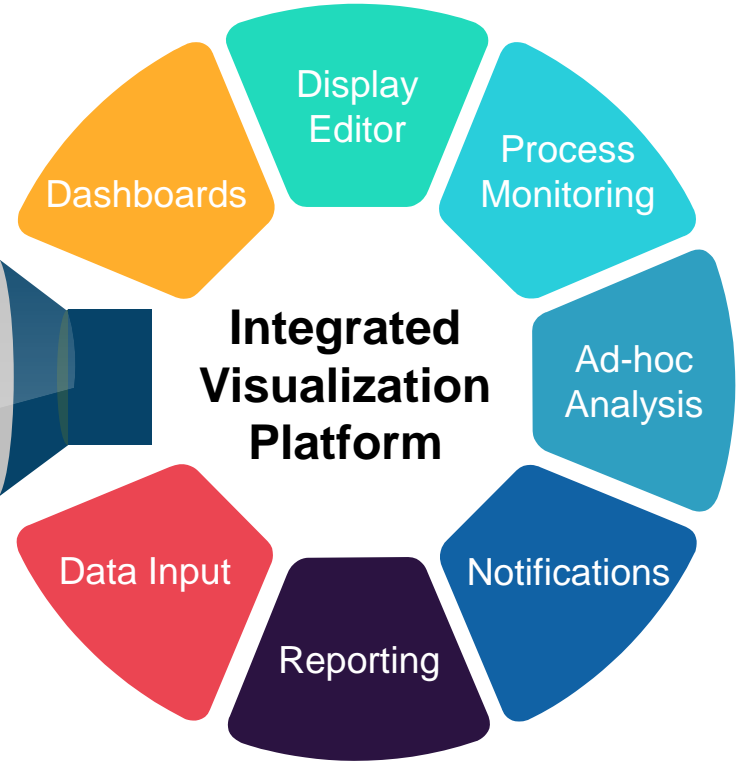 Display
Editor
Process
Monitoring
Dashboards
Integrated
Visualization
Platform
Ad-hoc
Analysis
Data Input
Notifications
Reporting